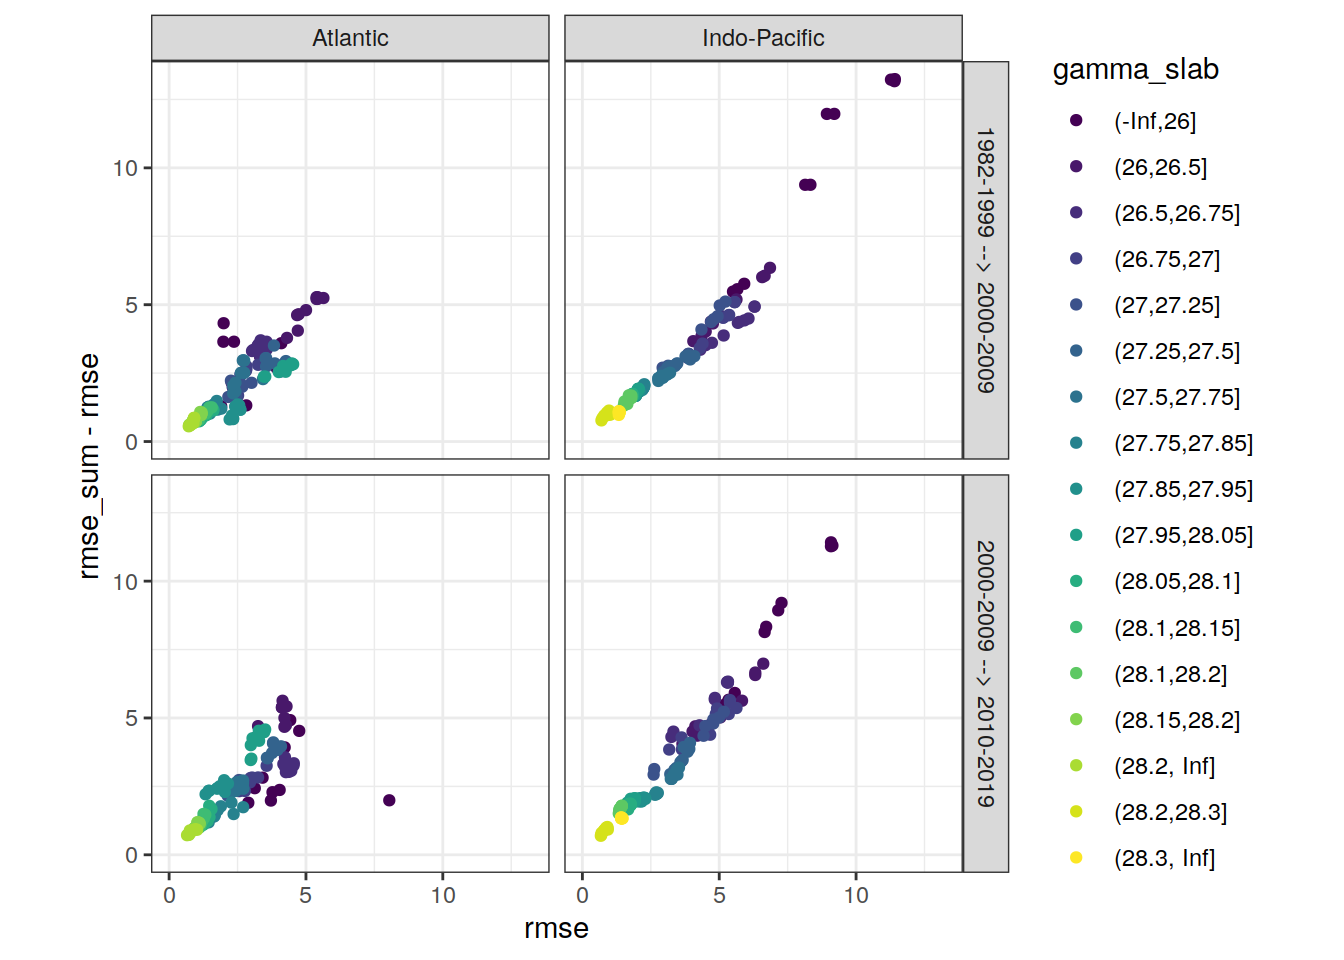 Atlantic
Indo-Pacific
10
5
0
1982-1999 --> 2000-2009
10
5
0
2000-2009 --> 2010-2019
0
5
10
0
5
10
rmse
rmse_sum - rmse
gamma_slab
(-Inf,26]
(26,26.5]
(26.5,26.75]
(26.75,27]
(27,27.25]
(27.25,27.5]
(27.5,27.75]
(27.75,27.85]
(27.85,27.95]
(27.95,28.05]
(28.05,28.1]
(28.1,28.15]
(28.1,28.2]
(28.15,28.2]
(28.2, Inf]
(28.2,28.3]
(28.3, Inf]